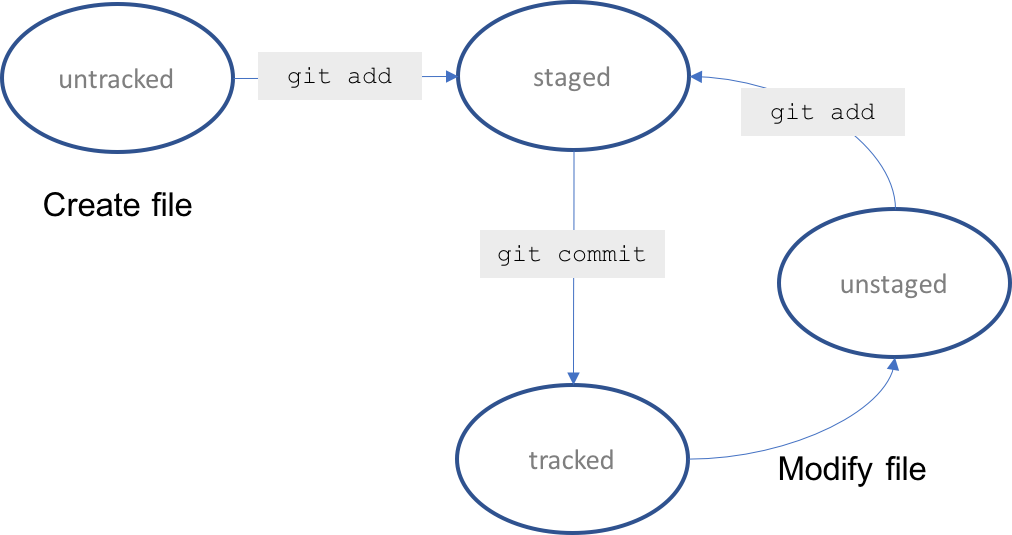 untracked
git add
staged
git add
Create file
git commit
unstaged
tracked
Modify file